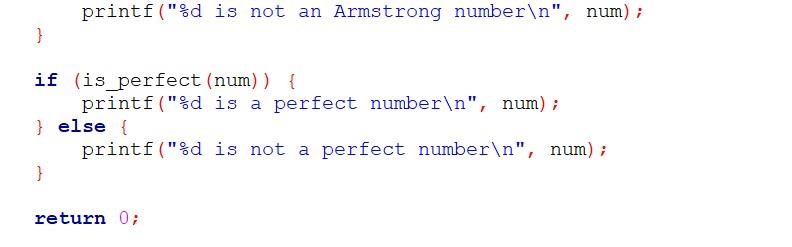 printf("%d is not an Armstrong number\n", num);
}
if (is_perfect(num)) {
printf("%d is a perfect number\n", num);
} else {
printf("%d is not a perfect number\n", num);
}
return 0;